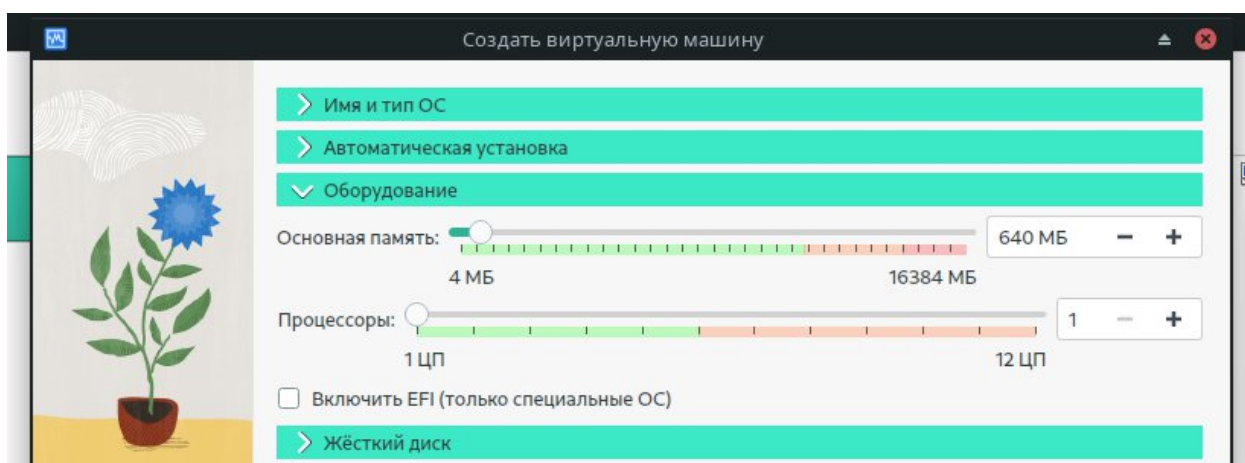 Создать виртуальную машину
Имя и тип ОС
Автоматическая установка
Оборудование
Основная память: 640 МБ
4 МБ 16384 МБ
Процессоры: 1
1 ЦП 12 ЦП
Включить EFI (только специальные ОС)
Жёсткий диск